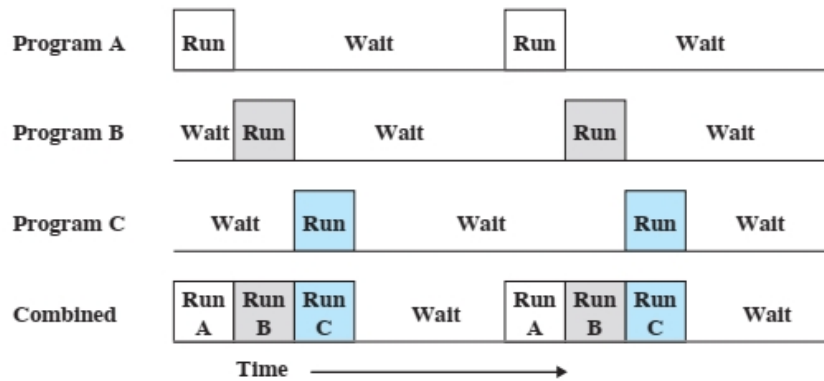 Program A Run Wait Run Wait
Program B Wait Run Wait Run Wait
Program C Wait Run Wait Run Wait
Combined Run A Run B Run C Wait Run A Run B Run C Wait
Time